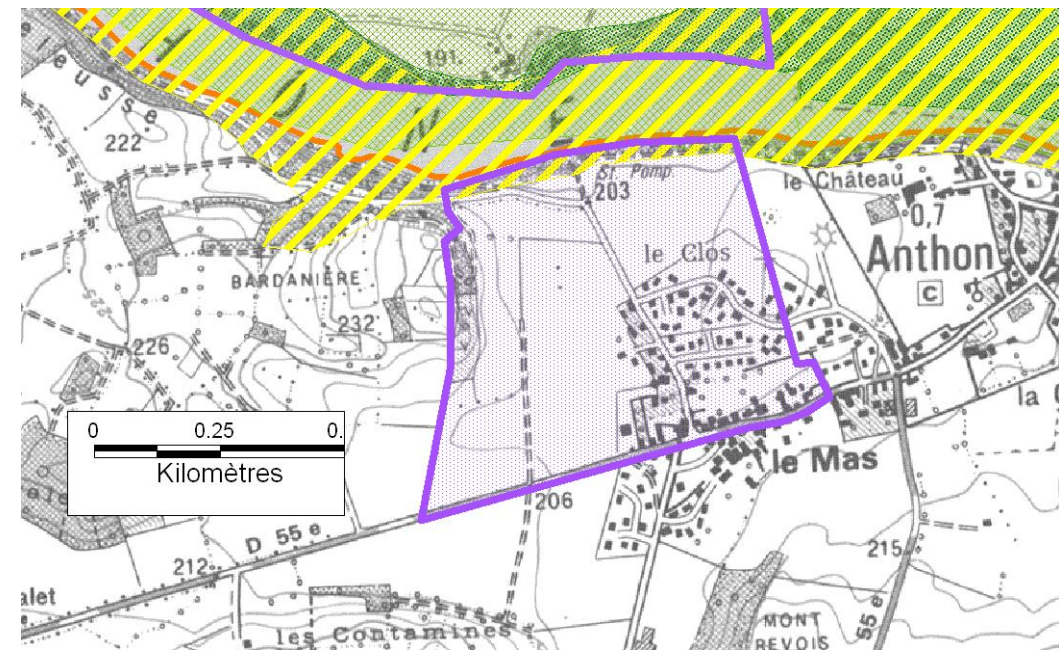 191.
222
St. Pomp.
203
le Château
0,7
le Clos
Anthon
BARDANIÈRE
C
232
226
0
0.25
0.
Kilomètres
la
le Mas
206
D 55 e
215
212
alet
les Contamines
MONT
REVOIS
55 e